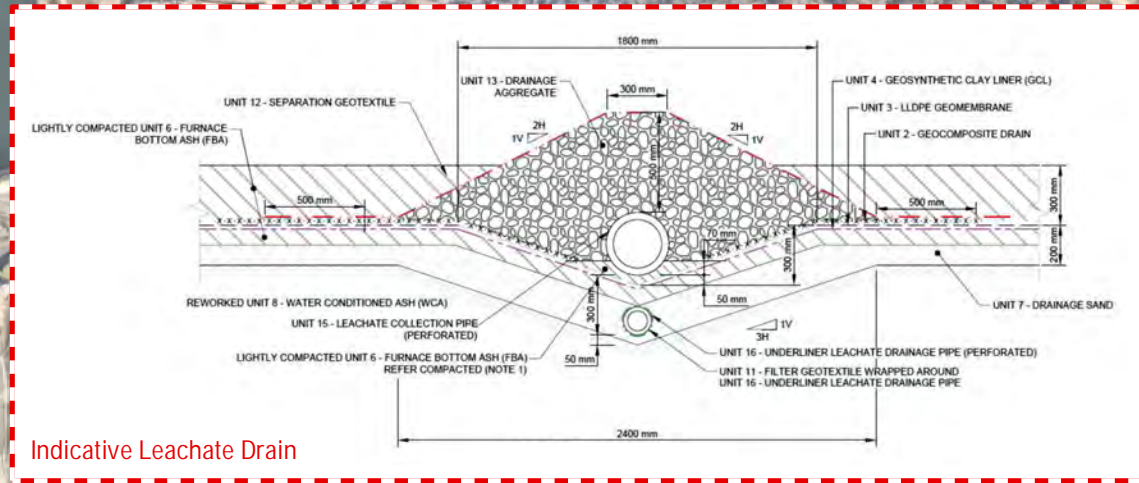 1800 mm
UNIT 13 - DRAINAGE
AGGREGATE
300 mm
UNIT 4 - GEOSYNTHETIC CLAY LINER (GCL)
UNIT 12 - SEPARATION GEOTEXTILE
UNIT 3 - LLDPE GEOMEMBRANE
LIGHTLY COMPACTED UNIT 6 - FURNACE
BOTTOM ASH (FBA)
2H
1V
2H
1V
UNIT 2 - GEOCOMPOSITE DRAIN
500 mm
500 mm
500 mm
300 mm
200 mm
70 mm
300 mm
50 mm
REWORKED UNIT 8 - WATER CONDITIONED ASH (WCA)
300 mm
UNIT 7 - DRAINAGE SAND
UNIT 15 - LEACHATE COLLECTION PIPE
(PERFORATED)
1V
3H
LIGHTLY COMPACTED UNIT 6 - FURNACE BOTTOM ASH (FBA)
REFER COMPACTED (NOTE 1)
50 mm
UNIT 16 - UNDERLINER LEACHATE DRAINAGE PIPE (PERFORATED)
UNIT 11 - FILTER GEOTEXTILE WRAPPED AROUND
UNIT 16 - UNDERLINER LEACHATE DRAINAGE PIPE
2400 mm
Indicative Leachate Drain